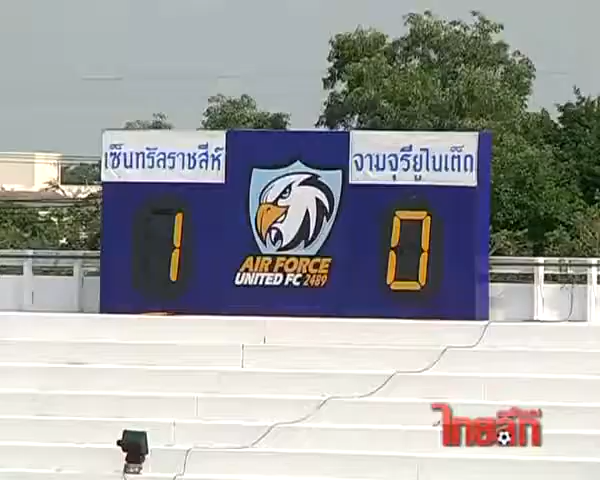 เซ็นทรัลราชสีห์
จามจุรียูไนเต็ด
1
0
AIR FORCE
UNITED FC 2489
ไทยลีก